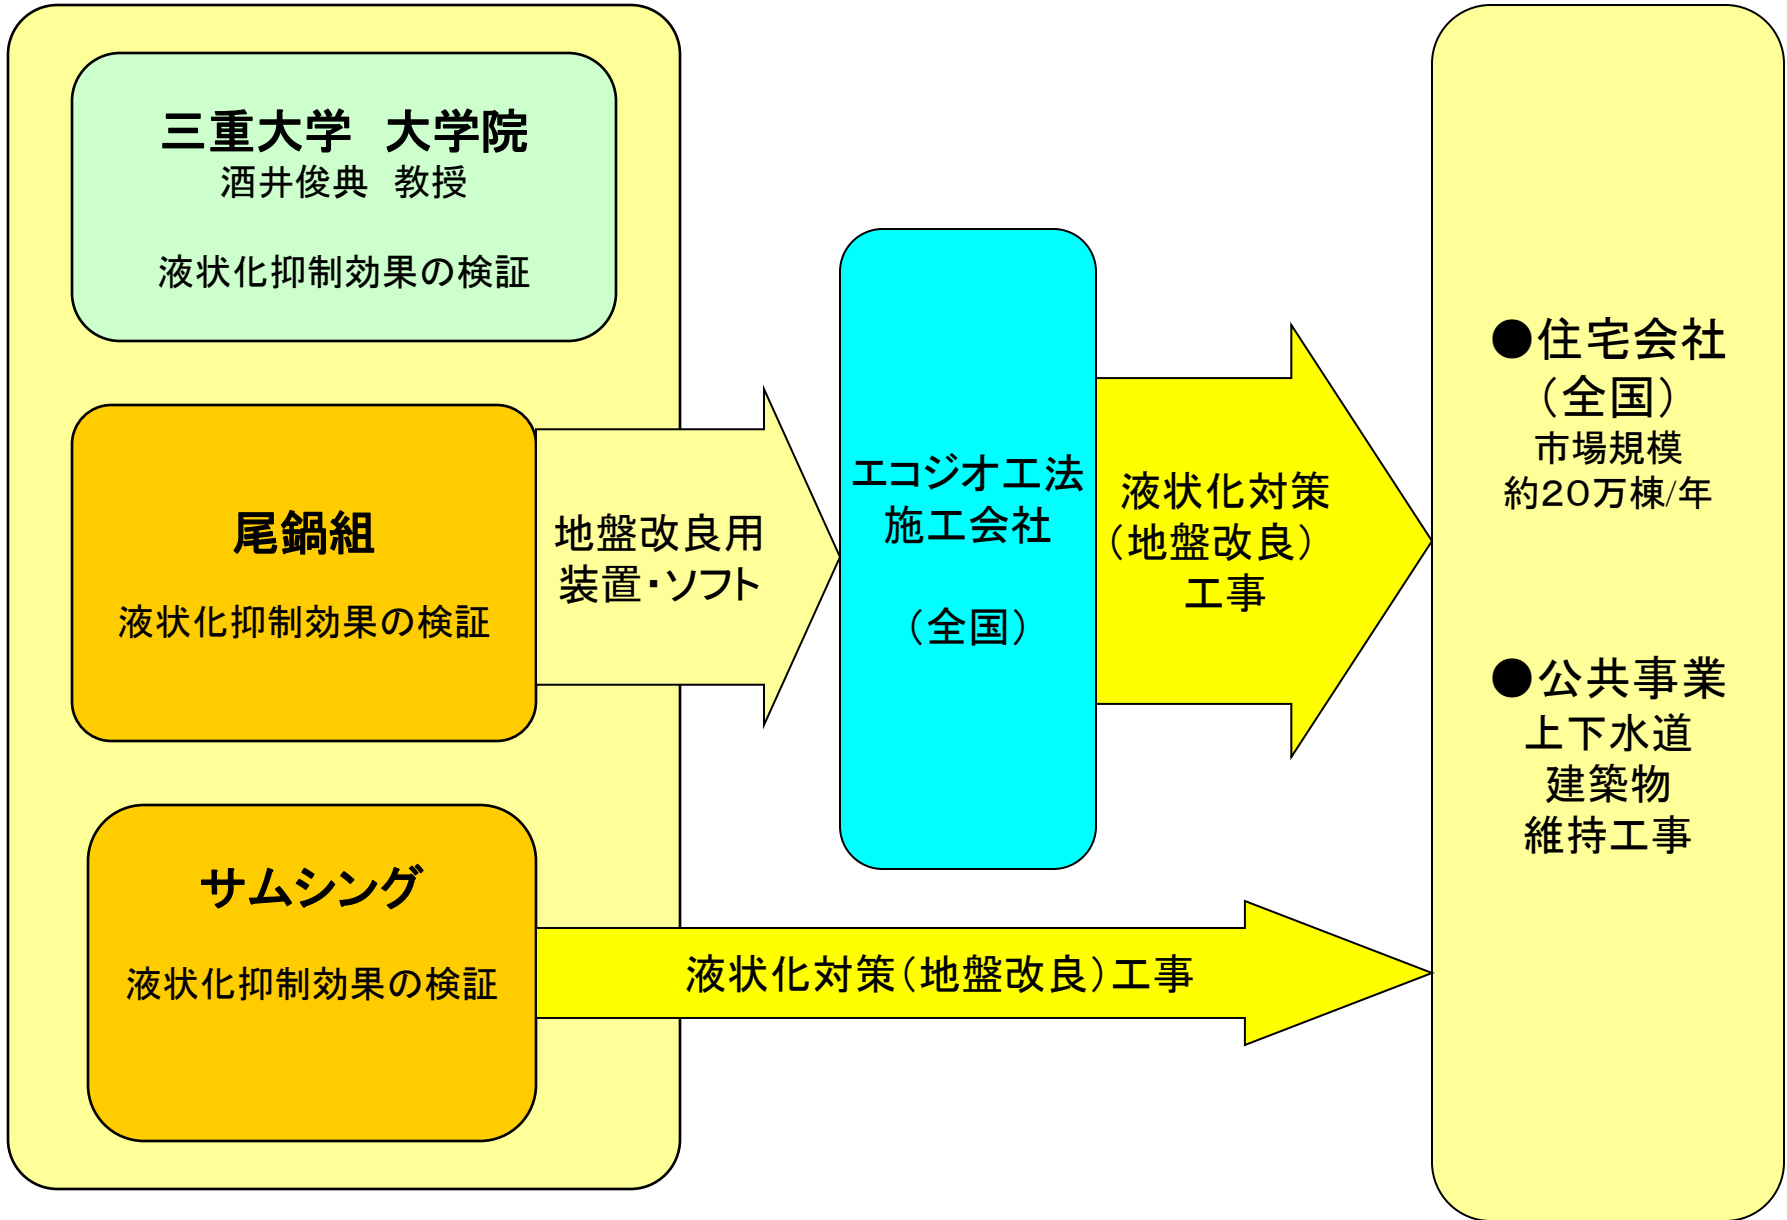 三重大学　大学院
酒井俊典　教授
液状化抑制効果の検証
尾鍋組
液状化抑制効果の検証
サムシング
液状化抑制効果の検証
地盤改良用
装置・ソフト
エコジオ工法
施工会社
（全国）
液状化対策
（地盤改良）
工事
液状化対策（地盤改良）工事
●住宅会社
（全国）
市場規模
約２０万棟/年
●公共事業
上下水道
建築物
維持工事